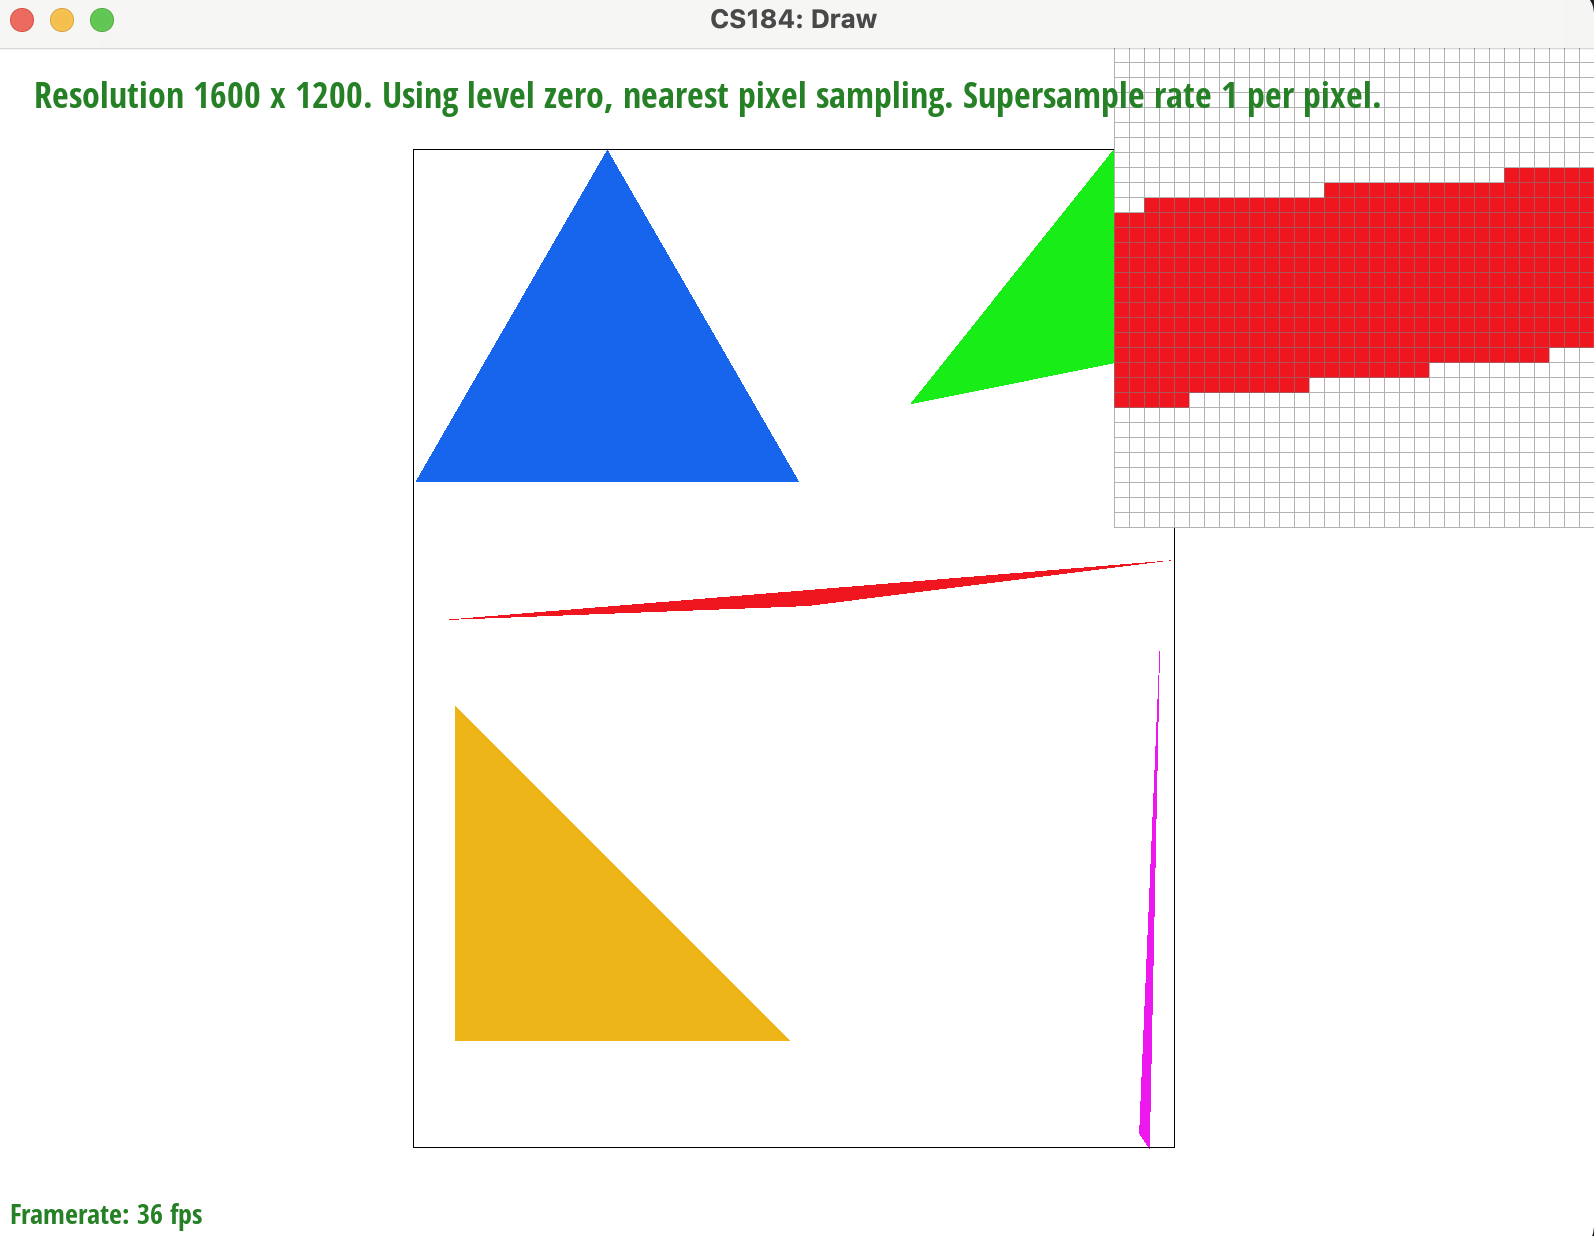 CS184: Draw
Resolution 1600 x 1200. Using level zero, nearest pixel sampling. Supersample rate 1 per pixel.
Framerate: 36 fps